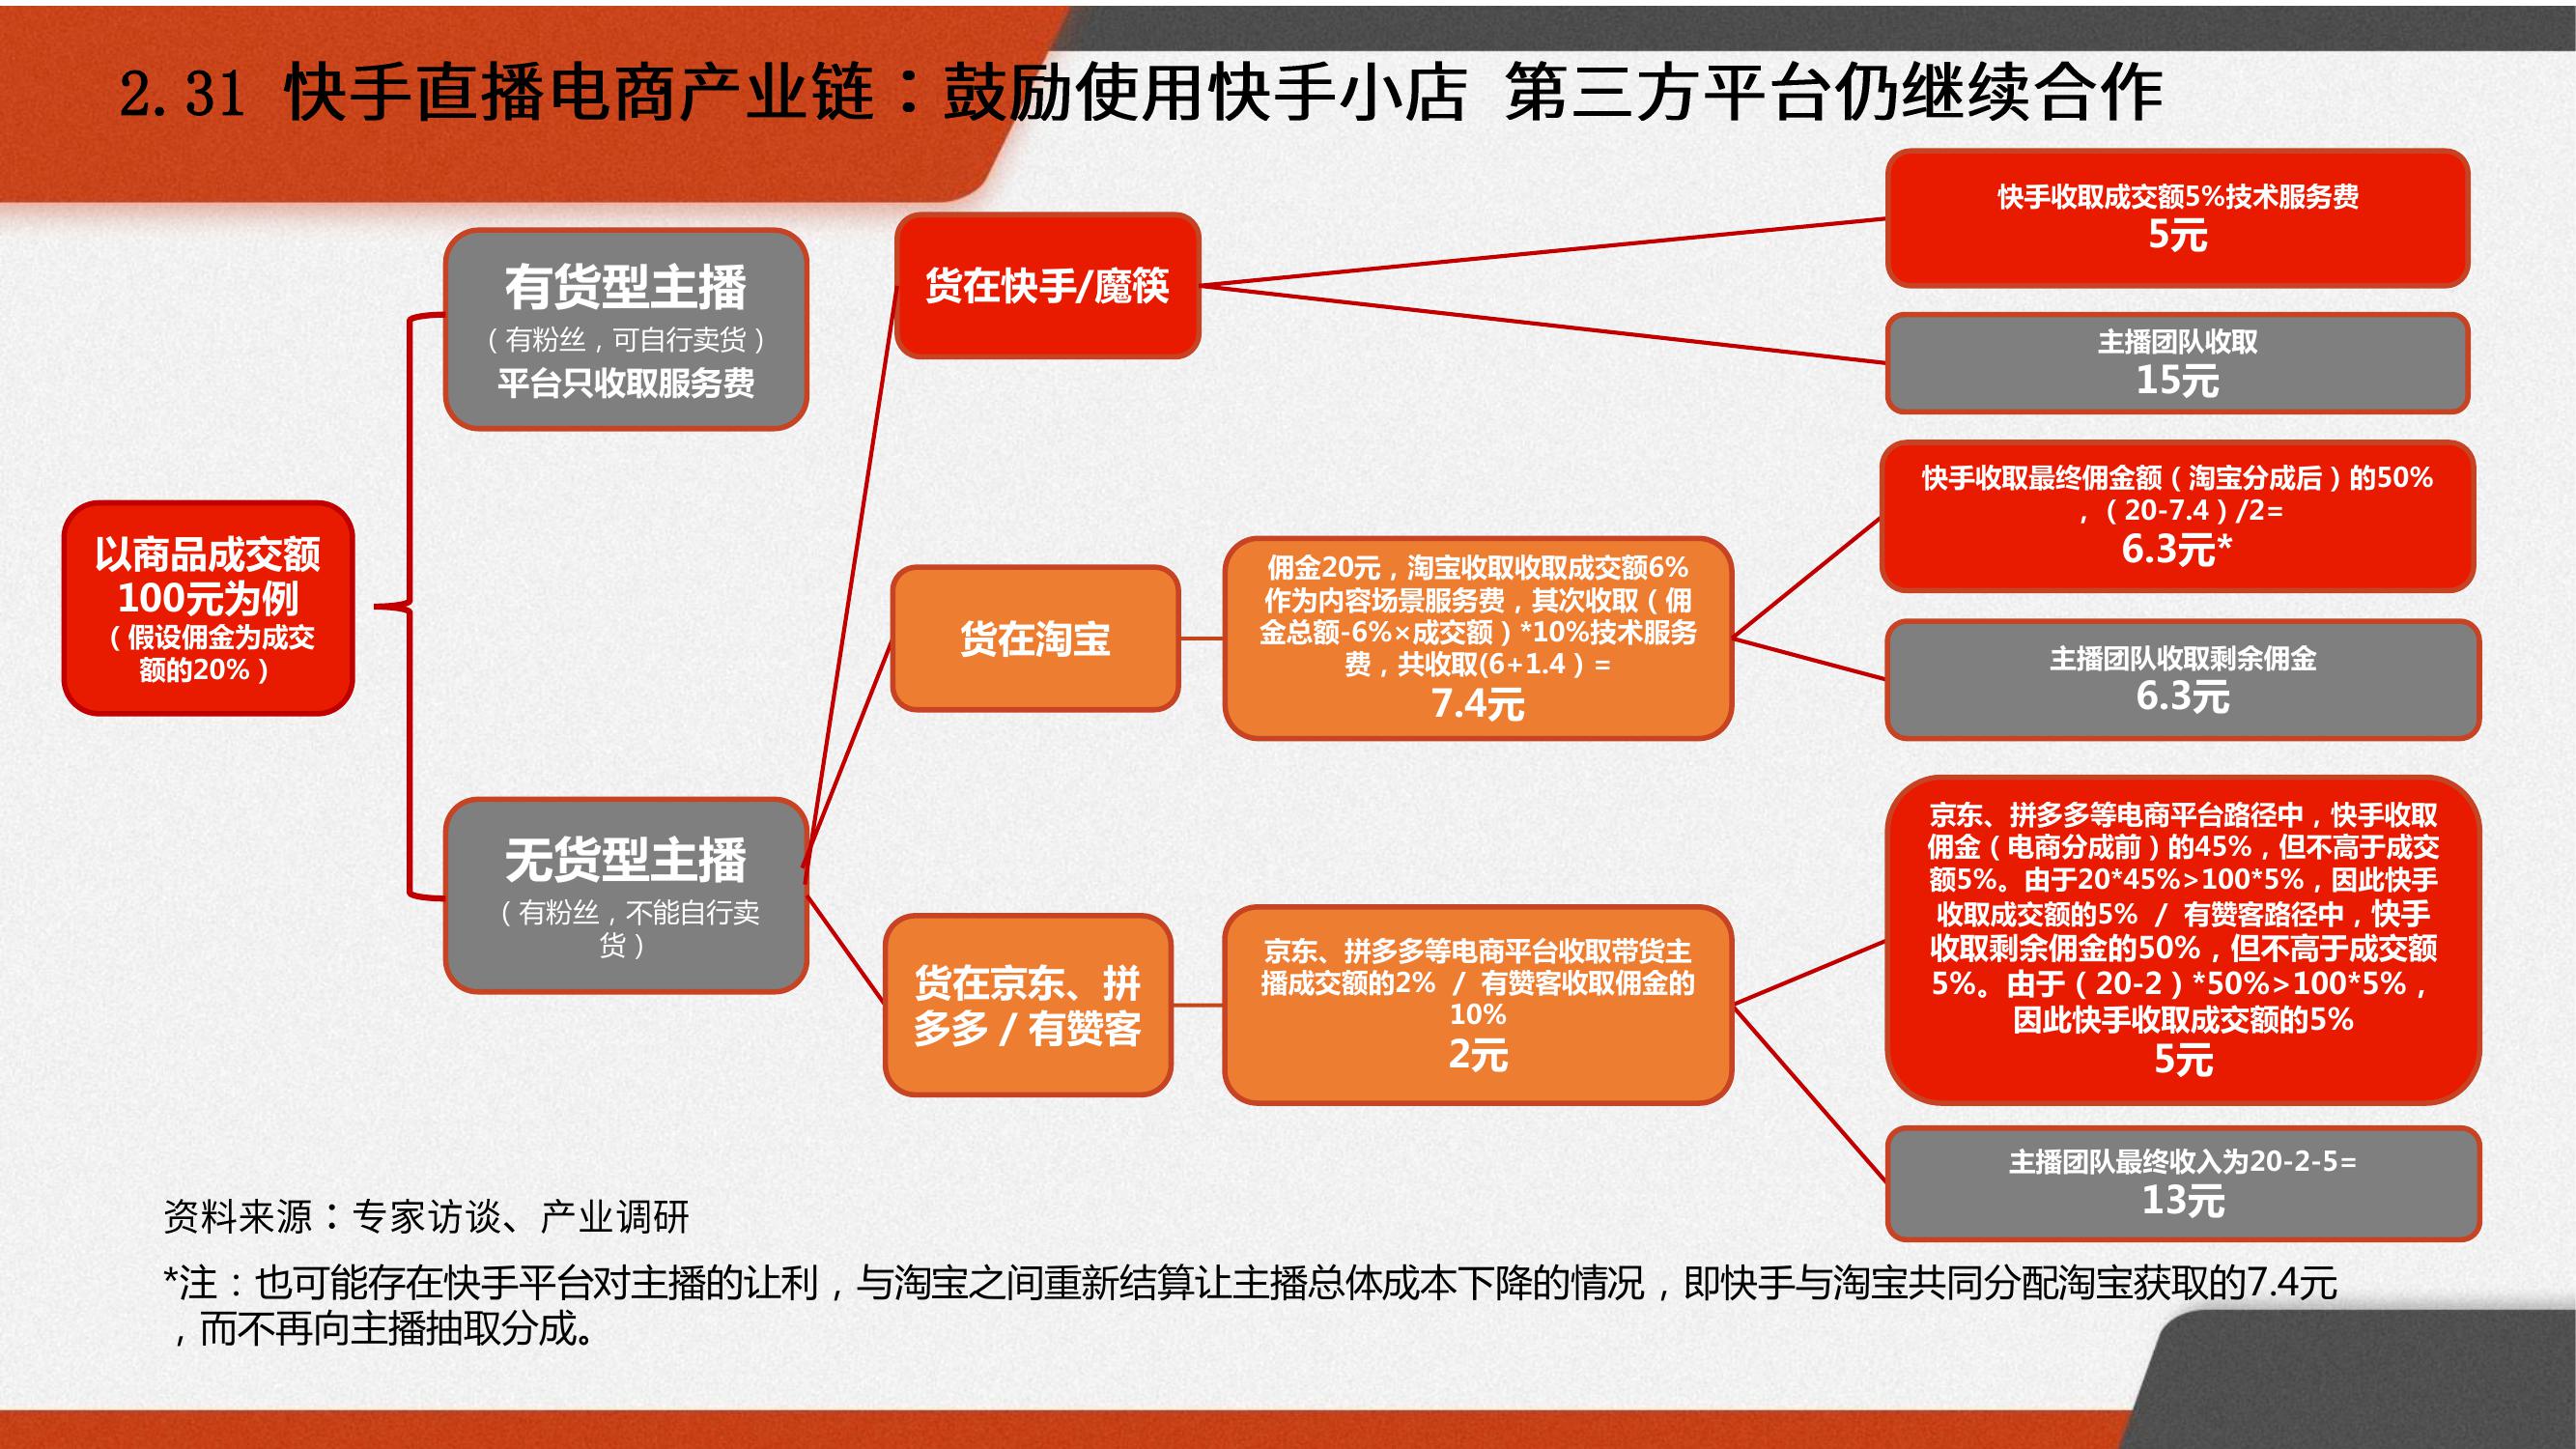 2.31 快手直播电商产业链：鼓励使用快手小店 第三方平台仍继续合作
以商品成交额
100元为例
（假设佣金为成交
额的20%）
有货型主播
（有粉丝，可自行卖货）
平台只收取服务费
无货型主播
（有粉丝，不能自行卖
货）
货在快手/魔筷
快手收取成交额5%技术服务费
5元
主播团队收取
15元
货在淘宝
佣金20元，淘宝收取收取成交额6%
作为内容场景服务费，其次收取（佣
金总额-6%×成交额）*10%技术服务
费，共收取(6+1.4）=
7.4元
快手收取最终佣金额（淘宝分成后）的50%
，（20-7.4）/2=
6.3元*
主播团队收取剩余佣金
6.3元
货在京东、拼
多多 / 有赞客
京东、拼多多等电商平台收取带货主
播成交额的2% / 有赞客收取佣金的
10%
2元
京东、拼多多等电商平台路径中，快手收取
佣金（电商分成前）的45%，但不高于成交
额5%。由于20*45%>100*5%，因此快手
收取成交额的5% / 有赞客路径中，快手
收取剩余佣金的50%，但不高于成交额
5%。由于（20-2）*50%>100*5%，
因此快手收取成交额的5%
5元
主播团队最终收入为20-2-5=
13元
资料来源：专家访谈、产业调研
*注：也可能存在快手平台对主播的让利，与淘宝之间重新结算让主播总体成本下降的情况，即快手与淘宝共同分配淘宝获取的7.4元
，而不再向主播抽取分成。